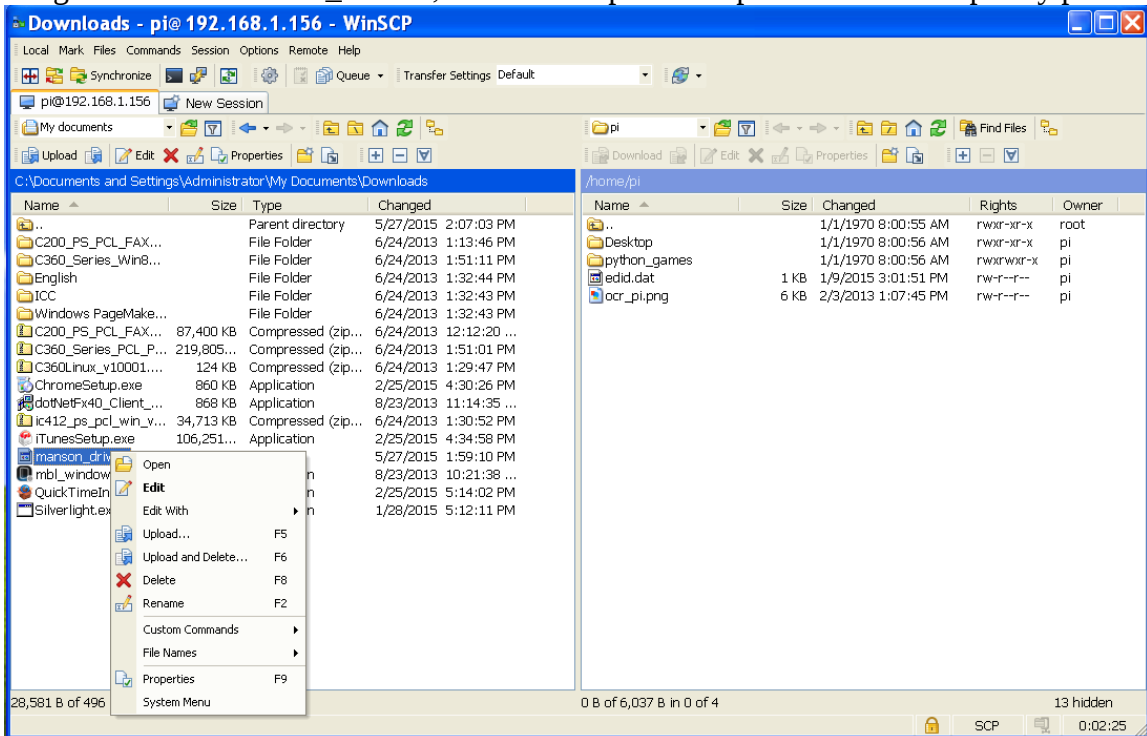 Downloads - pi@192.168.1.156 - WinSCP
Local Mark Files Commands Session Options Remote Help
Synchronize Queue Transfer Settings Default
pi@192.168.1.156 New Session
My documents pi Find Files
Upload Edit Properties Download Edit Properties
C:\Documents and Settings\Administrator\My Documents\Downloads /home/pi
Name Size Type Changed Name Size Changed Rights Owner
.. Parent directory 5/27/2015 2:07:03 PM .. 1/1/1970 8:00:55 AM rwxr-xr-x root
C200_PS_PCL_FAX... File Folder 6/24/2013 1:13:46 PM Desktop 1/1/1970 8:00:56 AM rwxr-xr-x pi
C360_Series_Win8... File Folder 6/24/2013 1:51:11 PM python_games 1/1/1970 8:00:56 AM rwxrwxr-x pi
English File Folder 6/24/2013 1:32:44 PM edid.dat 1 KB 1/9/2015 3:01:51 PM rw-r--r-- pi
ICC File Folder 6/24/2013 1:32:43 PM ocr_pi.png 6 KB 2/3/2013 1:07:45 PM rw-r--r-- pi
Windows PageMake... File Folder 6/24/2013 1:32:43 PM
C200_PS_PCL_FAX... 87,400 KB Compressed (zip... 6/24/2013 12:12:20 ...
C360_Series_PCL_P... 219,805... Compressed (zip... 6/24/2013 1:51:01 PM
C360Linux_v10001.... 124 KB Compressed (zip... 6/24/2013 1:29:47 PM
ChromeSetup.exe 860 KB Application 2/25/2015 4:30:26 PM
dotNetFx40_Client_... 868 KB Application 8/23/2013 11:14:35 ...
ic412_ps_pcl_win_v... 34,713 KB Compressed (zip... 6/24/2013 1:30:52 PM
iTunesSetup.exe 106,251... Application 2/25/2015 4:34:58 PM
manson_driv 5/27/2015 1:59:10 PM
mbl_window n 8/23/2013 10:21:38 ...
QuickTimeIn n 2/25/2015 5:14:02 PM
Silverlight.ex n 1/28/2015 5:12:11 PM
Open
Edit
Edit With
Upload... F5
Upload and Delete... F6
Delete F8
Rename F2
Custom Commands
File Names
Properties F9
System Menu
28,581 B of 496 0 B of 6,037 B in 0 of 4 13 hidden
SCP 0:02:25